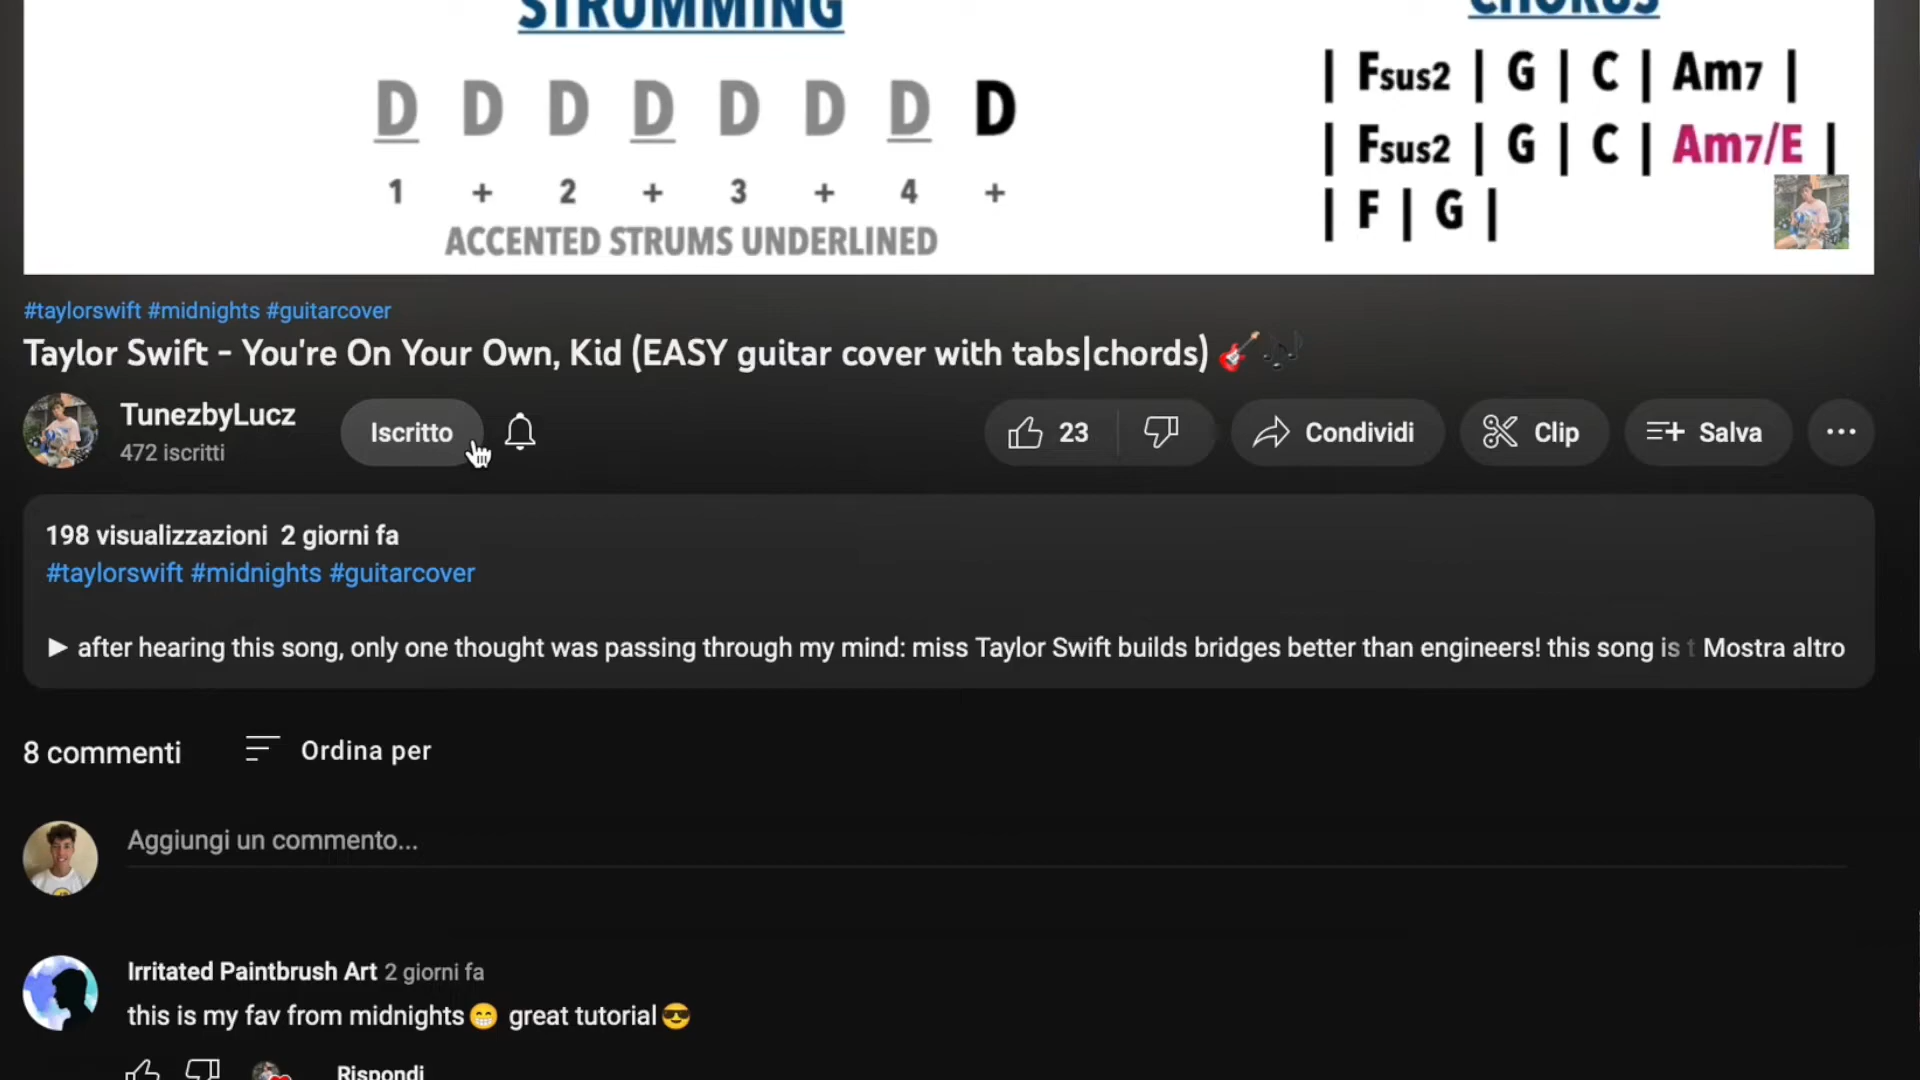 STRUMMING
D D D D D D D D
1 + 2 + 3 + 4 +
ACCENTED STRUMS UNDERLINED
CHORUS
| Fsus2 | G | C | Am7 |
| Fsus2 | G | C | Am7/E |
| F | G |
#taylorswift #midnights #guitarcover
Taylor Swift - You're On Your Own, Kid (EASY guitar cover with tabs|chords) 🎸🎶
TunezbyLucz
472 iscritti
Iscritto
23
Condividi
Clip
Salva
198 visualizzazioni 2 giorni fa
#taylorswift #midnights #guitarcover
► after hearing this song, only one thought was passing through my mind: miss Taylor Swift builds bridges better than engineers! this song is t Mostra altro
8 commenti
Ordina per
Aggiungi un commento...
Irritated Paintbrush Art 2 giorni fa
this is my fav from midnights😁 great tutorial😎
Rispondi